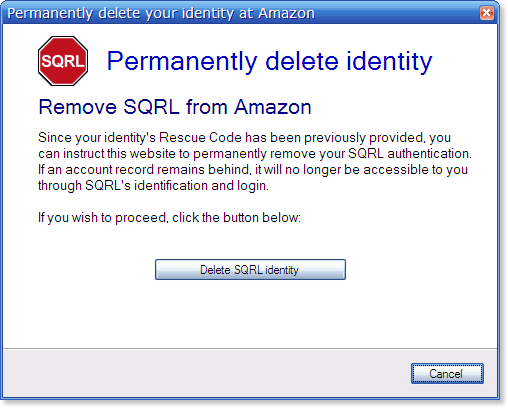 Permanently delete your identity at Amazon
SQRL
Permanently delete identity
Remove SQRL from Amazon
Since your identity's Rescue Code has been previously provided, you
can instruct this website to permanently remove your SQRL authentication.
If an account record remains behind, it will no longer be accessible to you
through SQRL's identification and login.
If you wish to proceed, click the button below:
Delete SQRL identity
Cancel